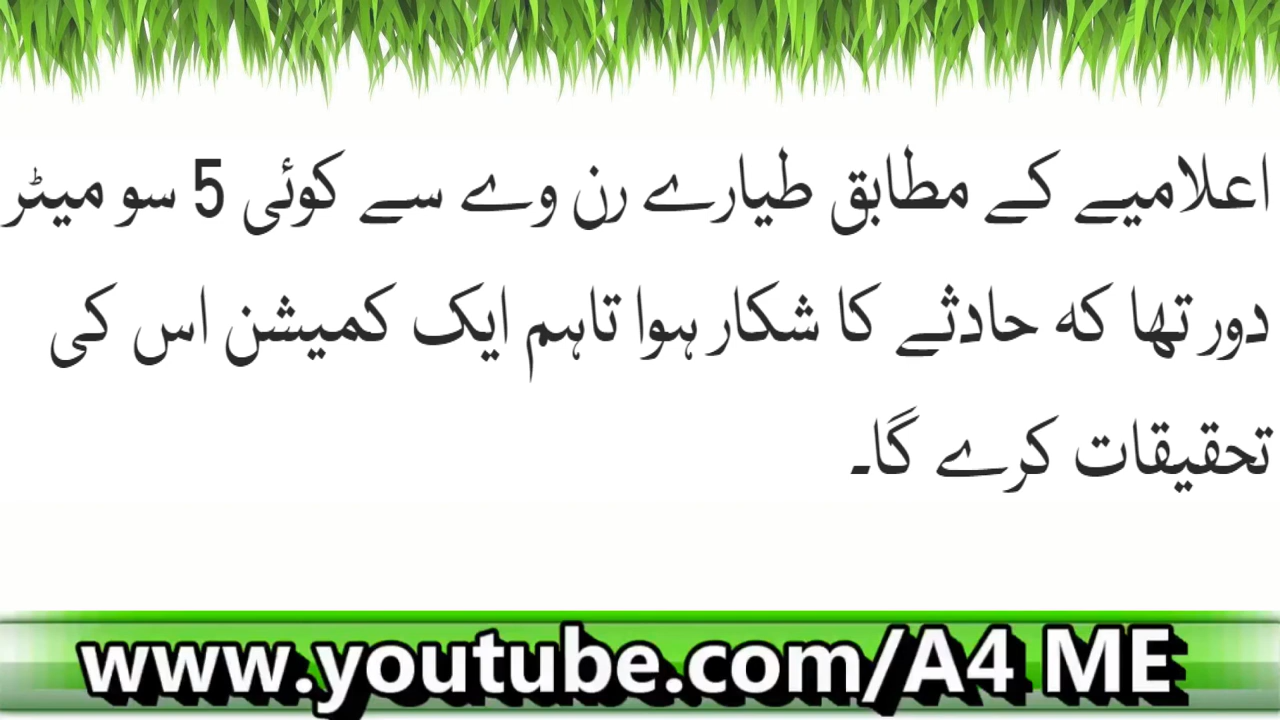 اعلامیے کے مطابق طیارے رن وے سے کوئی 5 سو میٹر
دور تھا که حادثے کا شکار ہوا تاہم ایک کمیشن اس کی
تحقیقات کرے گا۔
www.youtube.com/A4 ME